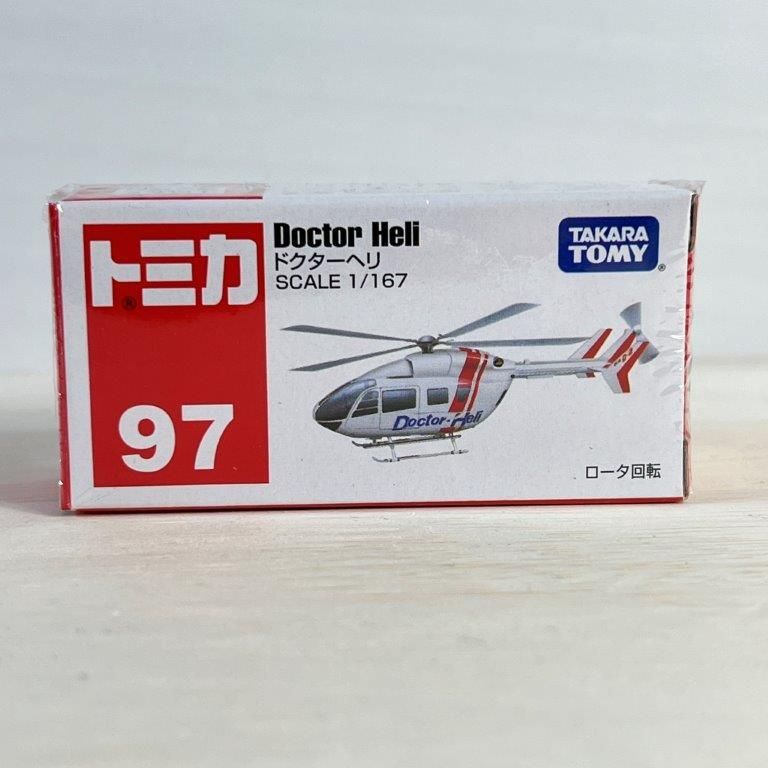 トミカ®
97
Doctor Heli
ドクターヘリ
SCALE 1/167
TAKARA
TOMY®
Doctor-Heli
ロータ回転